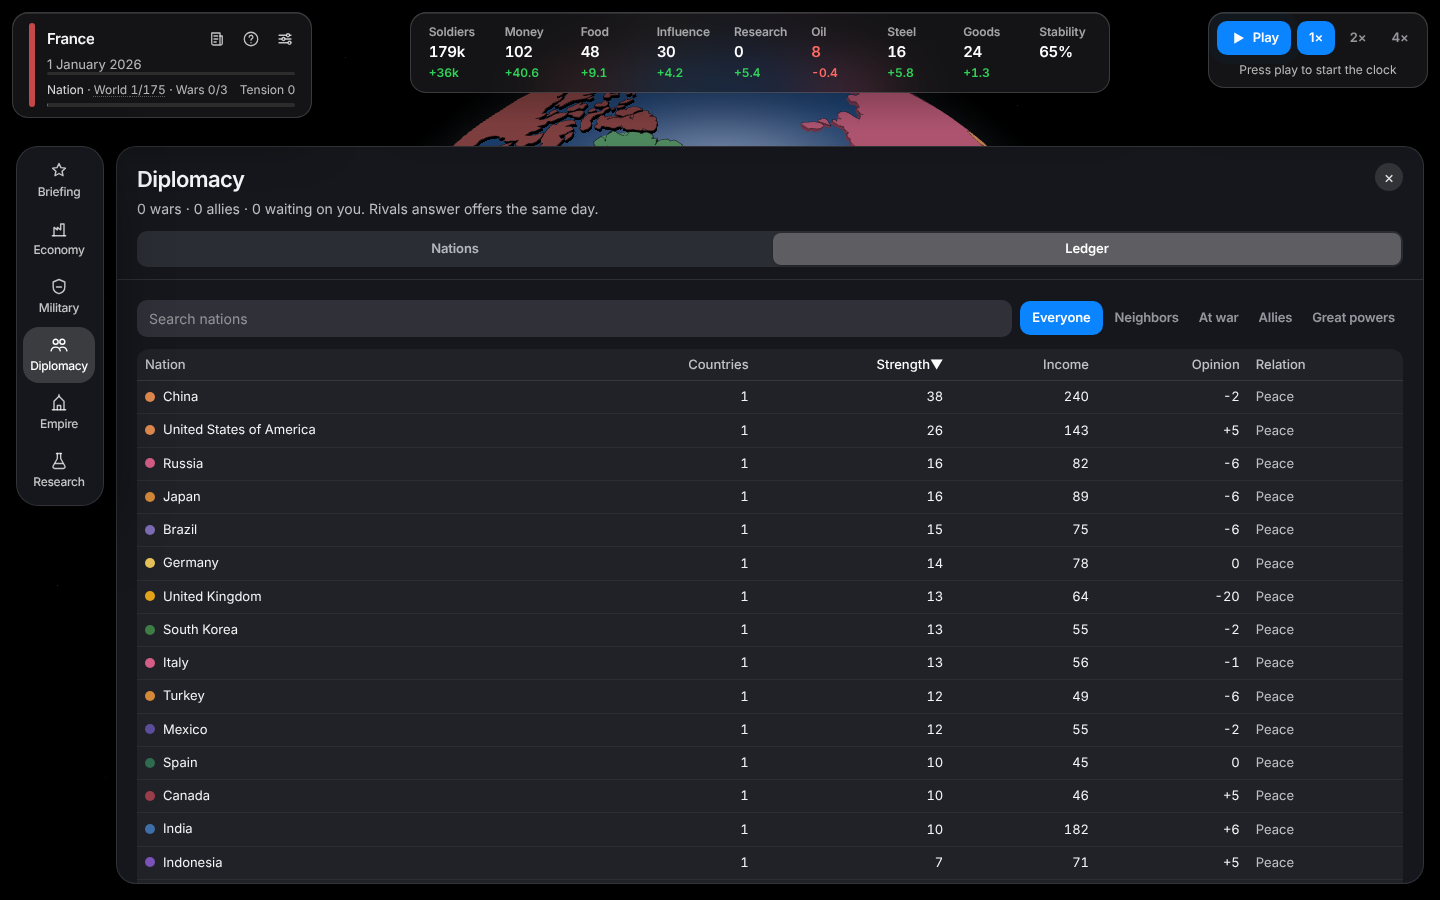 France
1 January 2026
Nation · World 1/175 · Wars 0/3 Tension 0
Soldiers Money Food Influence Research Oil Steel Goods Stability
179k 102 48 30 0 8 16 24 65%
+36k +40.6 +9.1 +4.2 +5.4 -0.4 +5.8 +1.3
Play 1× 2× 4×
Press play to start the clock
Briefing
Economy
Military
Diplomacy
Empire
Research
Diplomacy
0 wars · 0 allies · 0 waiting on you. Rivals answer offers the same day.
Nations Ledger
Search nations Everyone Neighbors At war Allies Great powers
Nation Countries Strength▼ Income Opinion Relation
China 1 38 240 -2 Peace
United States of America 1 26 143 +5 Peace
Russia 1 16 82 -6 Peace
Japan 1 16 89 -6 Peace
Brazil 1 15 75 -6 Peace
Germany 1 14 78 0 Peace
United Kingdom 1 13 64 -20 Peace
South Korea 1 13 55 -2 Peace
Italy 1 13 56 -1 Peace
Turkey 1 12 49 -6 Peace
Mexico 1 12 55 -2 Peace
Spain 1 10 45 0 Peace
Canada 1 10 46 +5 Peace
India 1 10 182 +6 Peace
Indonesia 1 7 71 +5 Peace